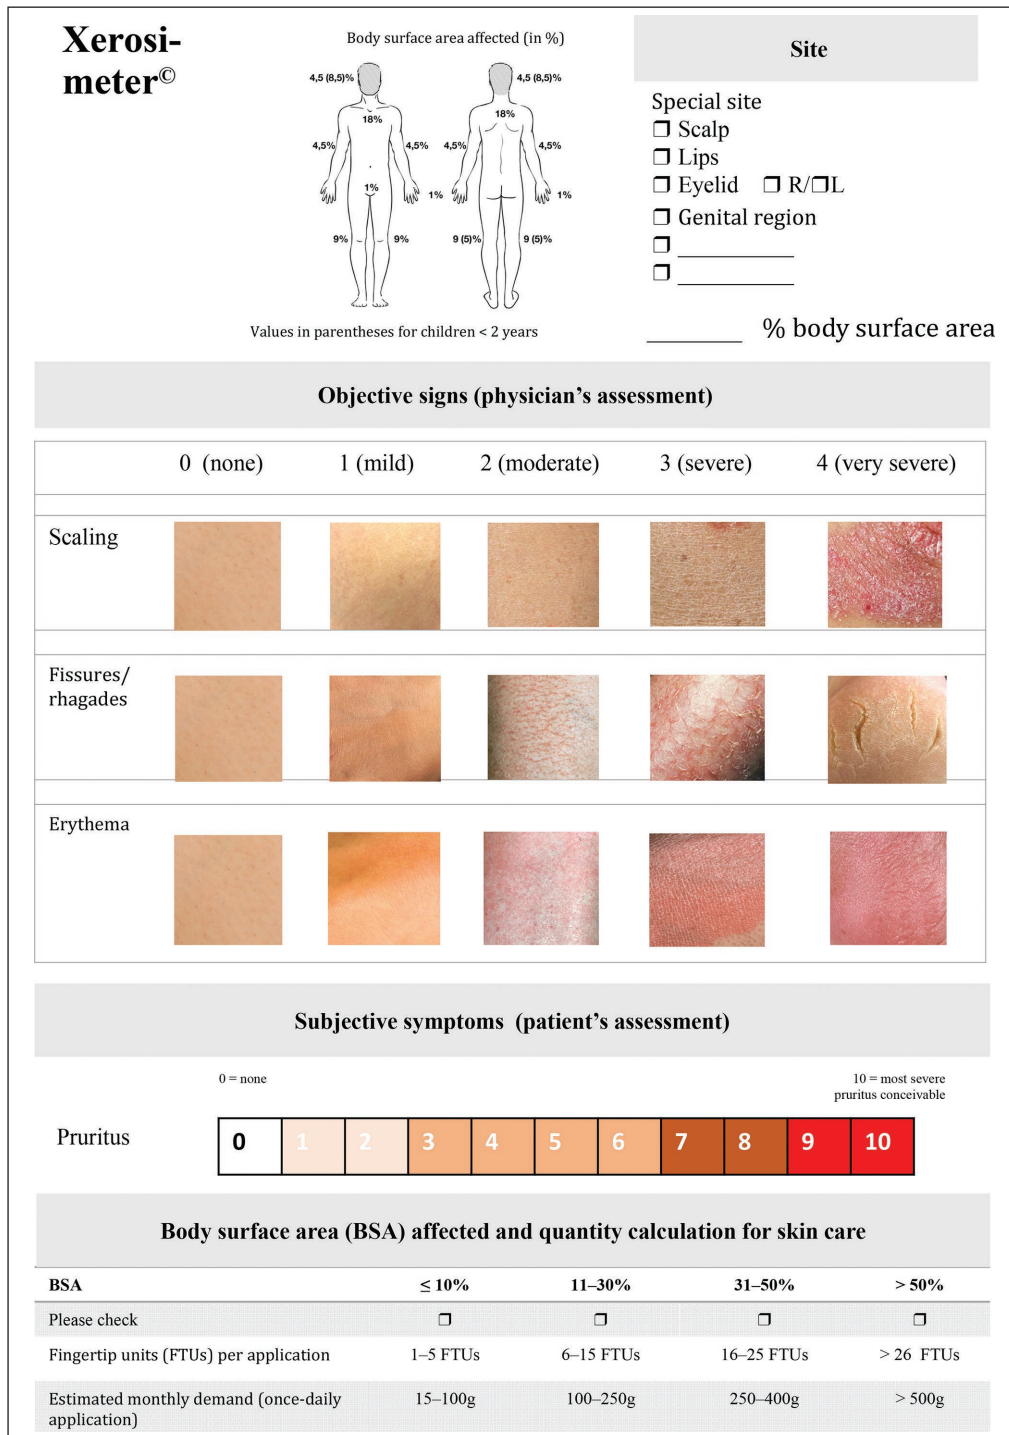 Xerosi-
meter©
Body surface area affected (in %)
4,5 (8,5)%
4,5 (8,5)%
18%
18%
4,5%
4,5%
4,5%
4,5%
1%
1%
1%
9%
9%
9 (5)%
9 (5)%
Values in parentheses for children < 2 years
Site
Special site
❒ Scalp
❒ Lips
❒ Eyelid ❒ R/❒L
❒ Genital region
❒ ____________
❒ ____________
________ % body surface area
Objective signs (physician’s assessment)
0 (none) 1 (mild) 2 (moderate) 3 (severe) 4 (very severe)
Scaling
Fissures/
rhagades
Erythema
Subjective symptoms (patient’s assessment)
0 = none
10 = most severe
pruritus conceivable
Pruritus 0 1 2 3 4 5 6 7 8 9 10
Body surface area (BSA) affected and quantity calculation for skin care
BSA ≤ 10% 11–30% 31–50% > 50%
Please check ❒ ❒ ❒ ❒
Fingertip units (FTUs) per application 1–5 FTUs 6–15 FTUs 16–25 FTUs > 26 FTUs
Estimated monthly demand (once-daily 15–100g 100–250g 250–400g > 500g
application)